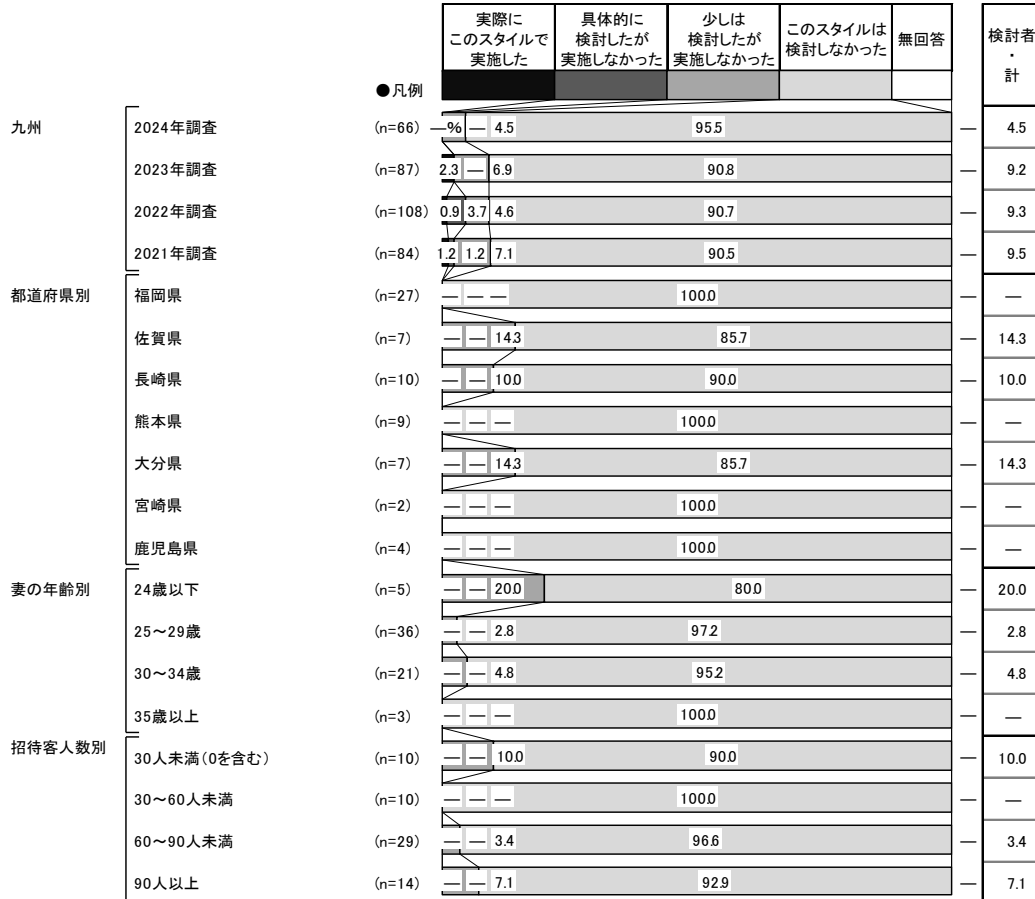 実際に
このスタイルで
実施した
具体的に
検討したが
実施しなかった
少しは
検討したが
実施しなかった
このスタイルは
検討しなかった
無回答
検討者
・
計
●凡例
九州 2024年調査 (n=66) —% — 4.5 95.5 — 4.5
2023年調査 (n=87) 2.3 — 6.9 90.8 — 9.2
2022年調査 (n=108) 0.9 3.7 4.6 90.7 — 9.3
2021年調査 (n=84) 1.2 1.2 7.1 90.5 — 9.5
都道府県別 福岡県 (n=27) — — — 100.0 — —
佐賀県 (n=7) — — 14.3 85.7 — 14.3
長崎県 (n=10) — — 10.0 90.0 — 10.0
熊本県 (n=9) — — — 100.0 — —
大分県 (n=7) — — 14.3 85.7 — 14.3
宮崎県 (n=2) — — — 100.0 — —
鹿児島県 (n=4) — — — 100.0 — —
妻の年齢別 24歳以下 (n=5) — — 20.0 80.0 — 20.0
25～29歳 (n=36) — — 2.8 97.2 — 2.8
30～34歳 (n=21) — — 4.8 95.2 — 4.8
35歳以上 (n=3) — — — 100.0 — —
招待客人数別 30人未満(0を含む) (n=10) — — 10.0 90.0 — 10.0
30～60人未満 (n=10) — — — 100.0 — —
60～90人未満 (n=29) — — 3.4 96.6 — 3.4
90人以上 (n=14) — — 7.1 92.9 — 7.1